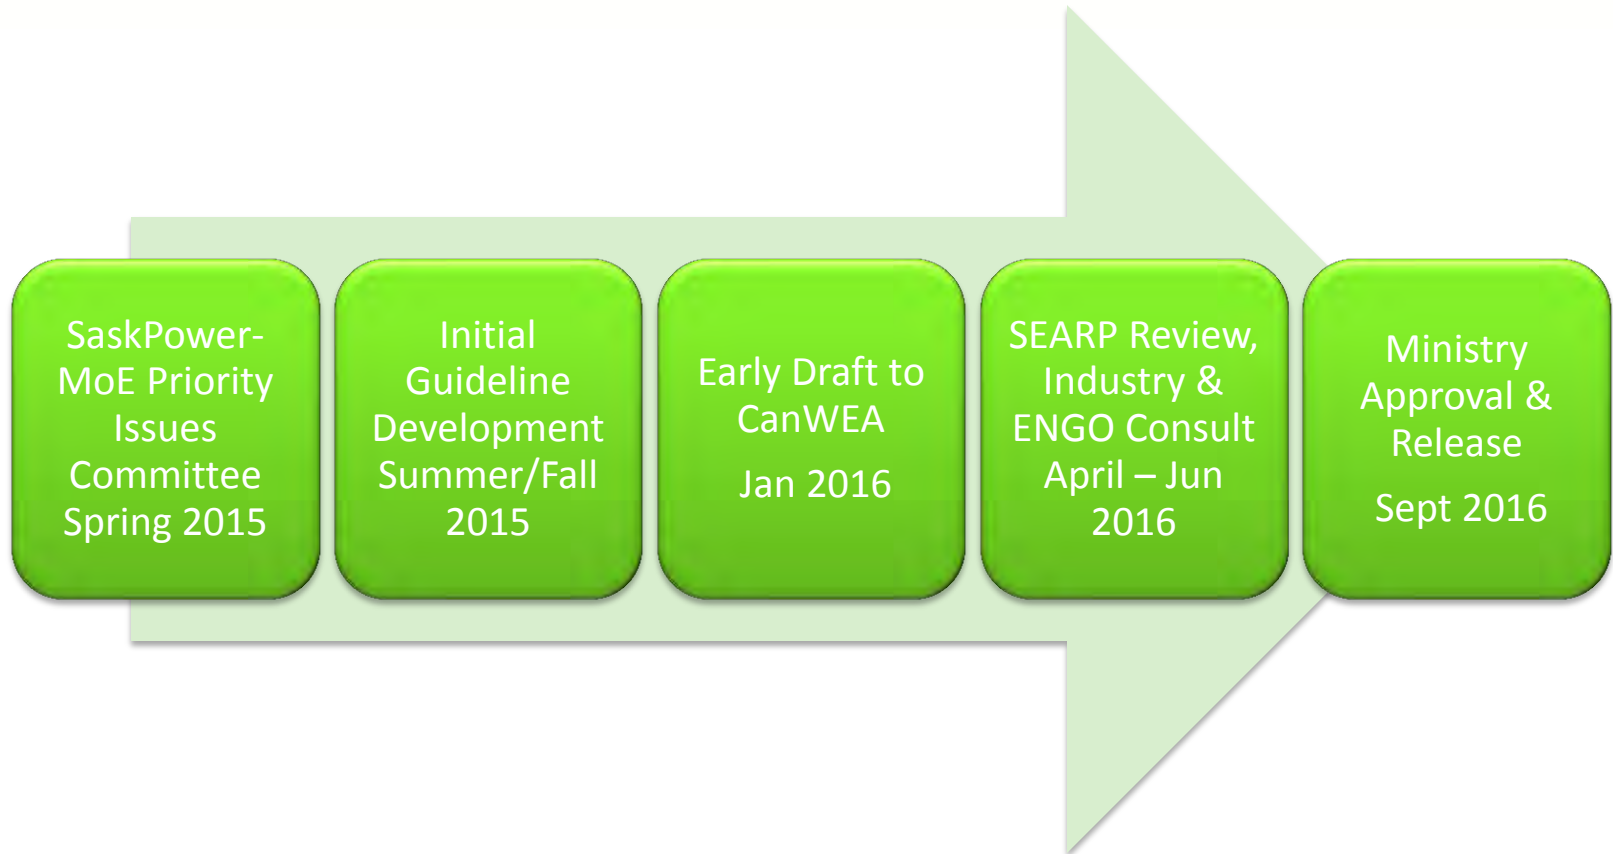 SaskPower-
MoE Priority
Issues
Committee
Spring 2015
Initial
Guideline
Development
Summer/Fall
2015
Early Draft to
CanWEA
Jan 2016
SEARP Review,
Industry &
ENGO Consult
April – Jun
2016
Ministry
Approval &
Release
Sept 2016